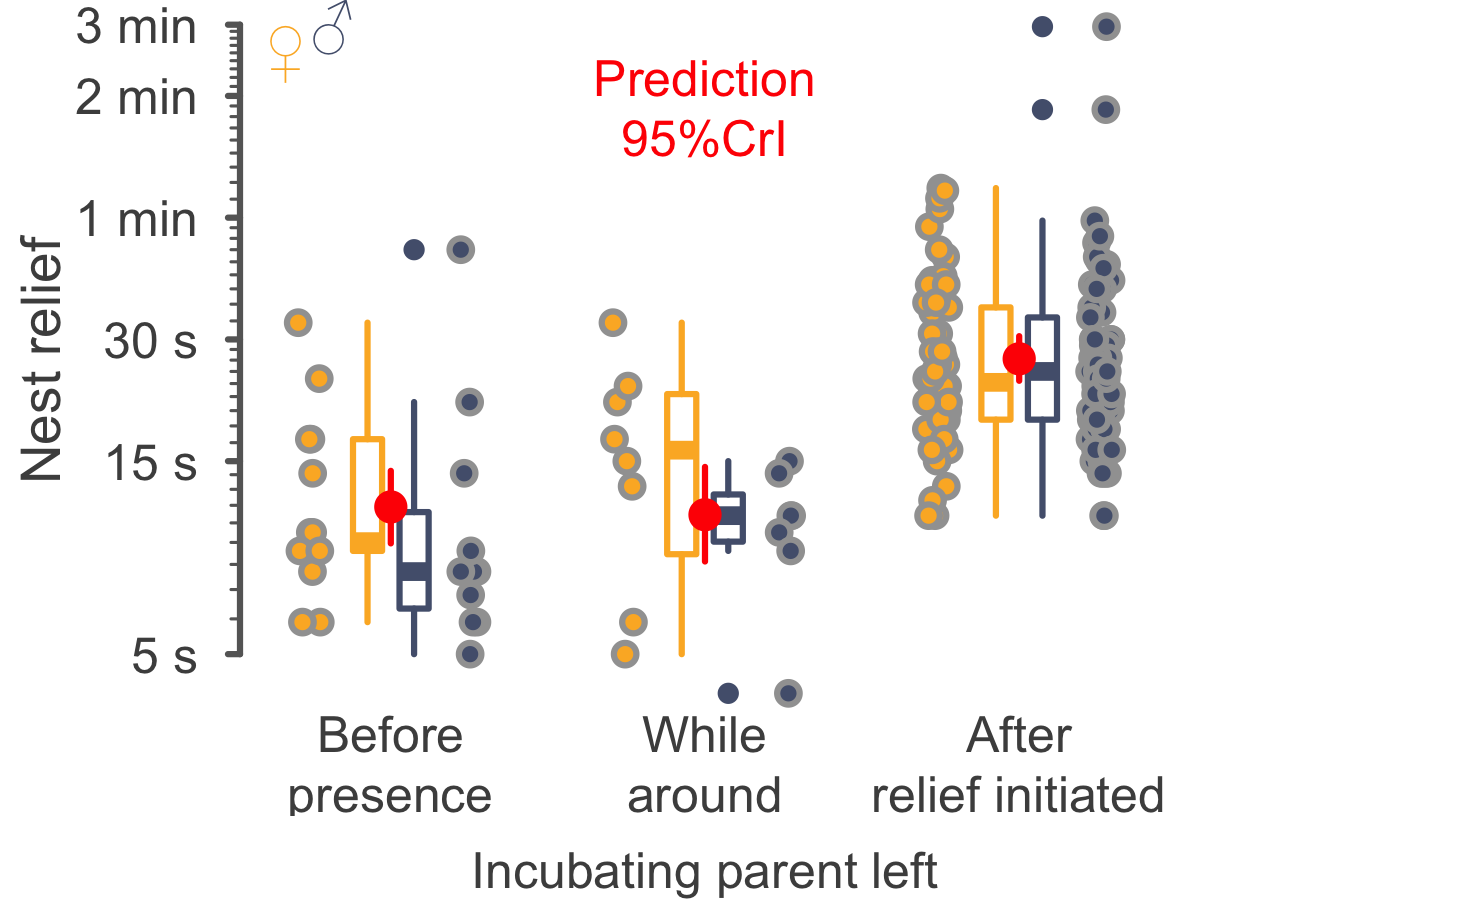 3 min
2 min
1 min
30 s
15 s
5 s
Nest relief
♀ ♂
Prediction
95%CrI
Before
presence
While
around
After
relief initiated
Incubating parent left